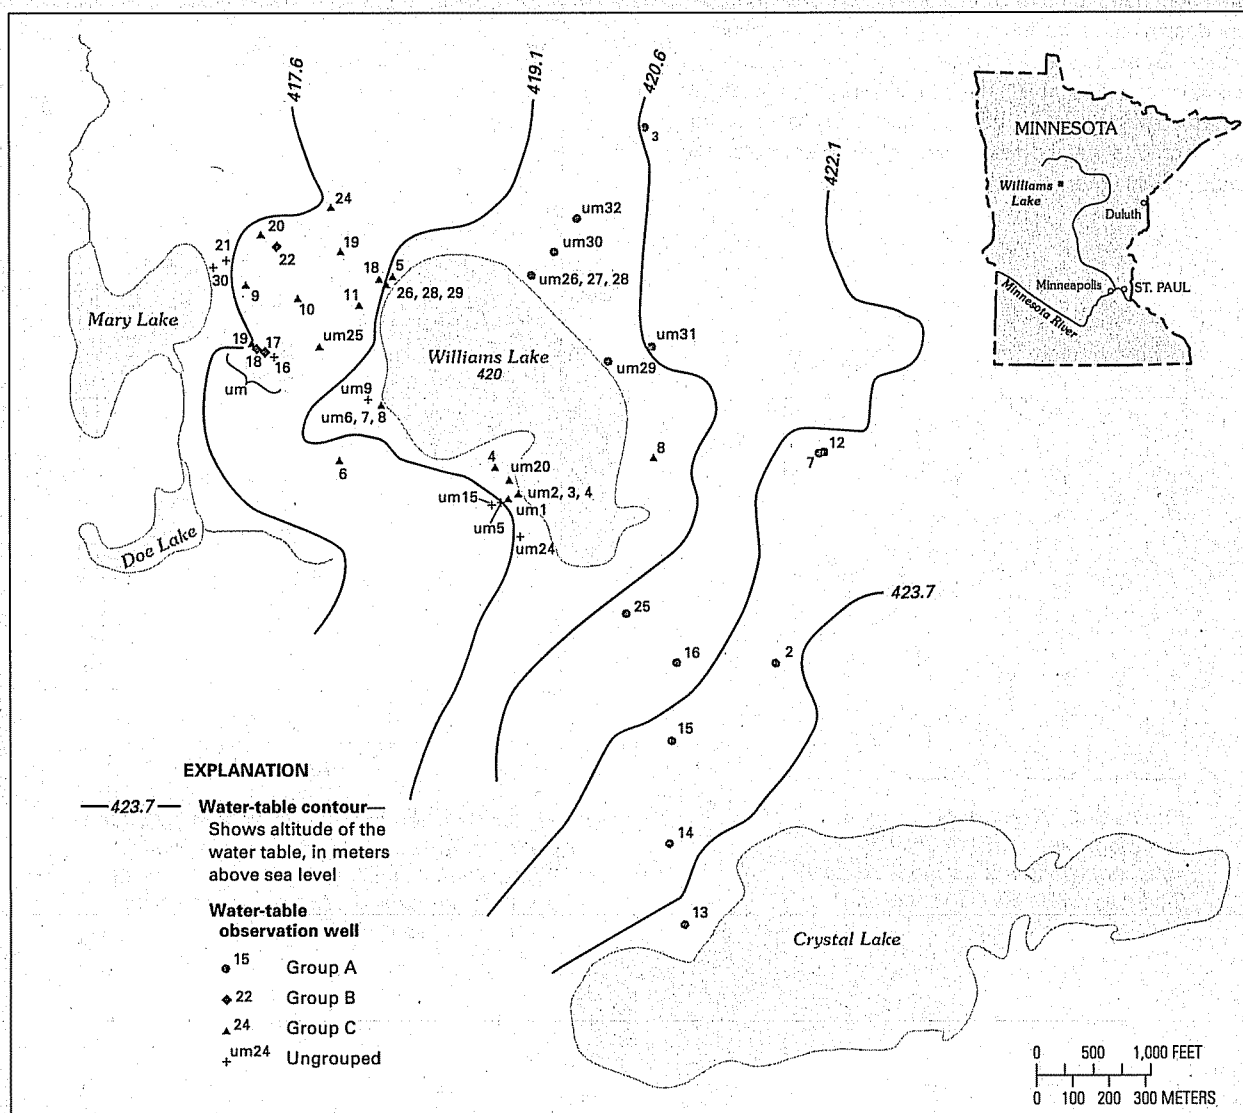 417.6
419.1
420.6
422.1
3
MINNESOTA
Williams
Lake
Duluth
Minneapolis
ST. PAUL
Minnesota River
24
um32
20
21
22
19
um30
18
5
um26, 27, 28
30
9
26, 28, 29
10
11
Mary Lake
19
17
18
16
um25
um31
Williams Lake
420
um29
um
um9
um6, 7, 8
12
7
8
6
4
um20
um2, 3, 4
um15
um1
um5
um24
Doe Lake
423.7
25
16
2
15
14
13
Crystal Lake
EXPLANATION
423.7
Water-table contour—
Shows altitude of the
water table, in meters
above sea level
Water-table
observation well
15 Group A
22 Group B
24 Group C
um24 Ungrouped
0 500 1,000 FEET
0 100 200 300 METERS